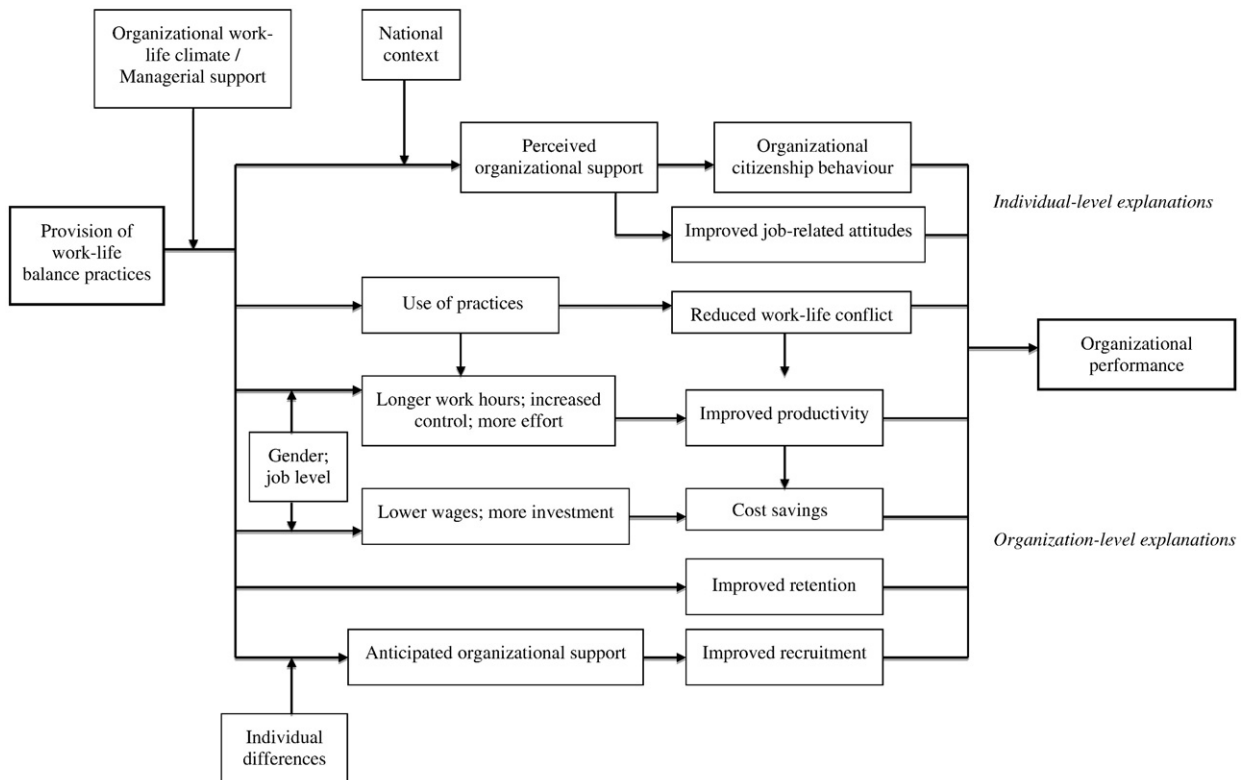 Organizational work-
life climate /
Managerial support
National
context
Perceived
organizational support
Organizational
citizenship behaviour
Individual-level explanations
Provision of
work-life
balance practices
Improved job-related attitudes
Use of practices
Reduced work-life conflict
Organizational
performance
Longer work hours; increased
control; more effort
Improved productivity
Gender;
job level
Lower wages; more investment
Cost savings
Organization-level explanations
Improved retention
Anticipated organizational support
Improved recruitment
Individual
differences